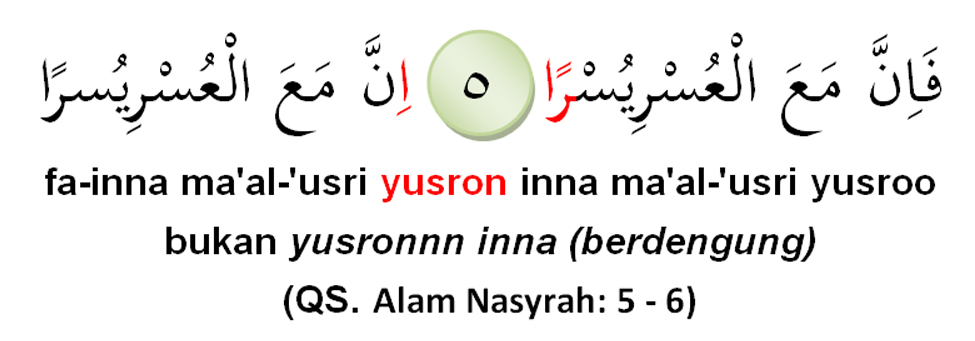 فَاِنَّ مَعَ الْعُسْرِيُسْرًا ٥ اِنَّ مَعَ الْعُسْرِيُسرًا
fa-inna ma'al-'usri yusron inna ma'al-'usri yusroo
bukan yusronnn inna (berdengung)
(QS. Alam Nasyrah: 5 - 6)